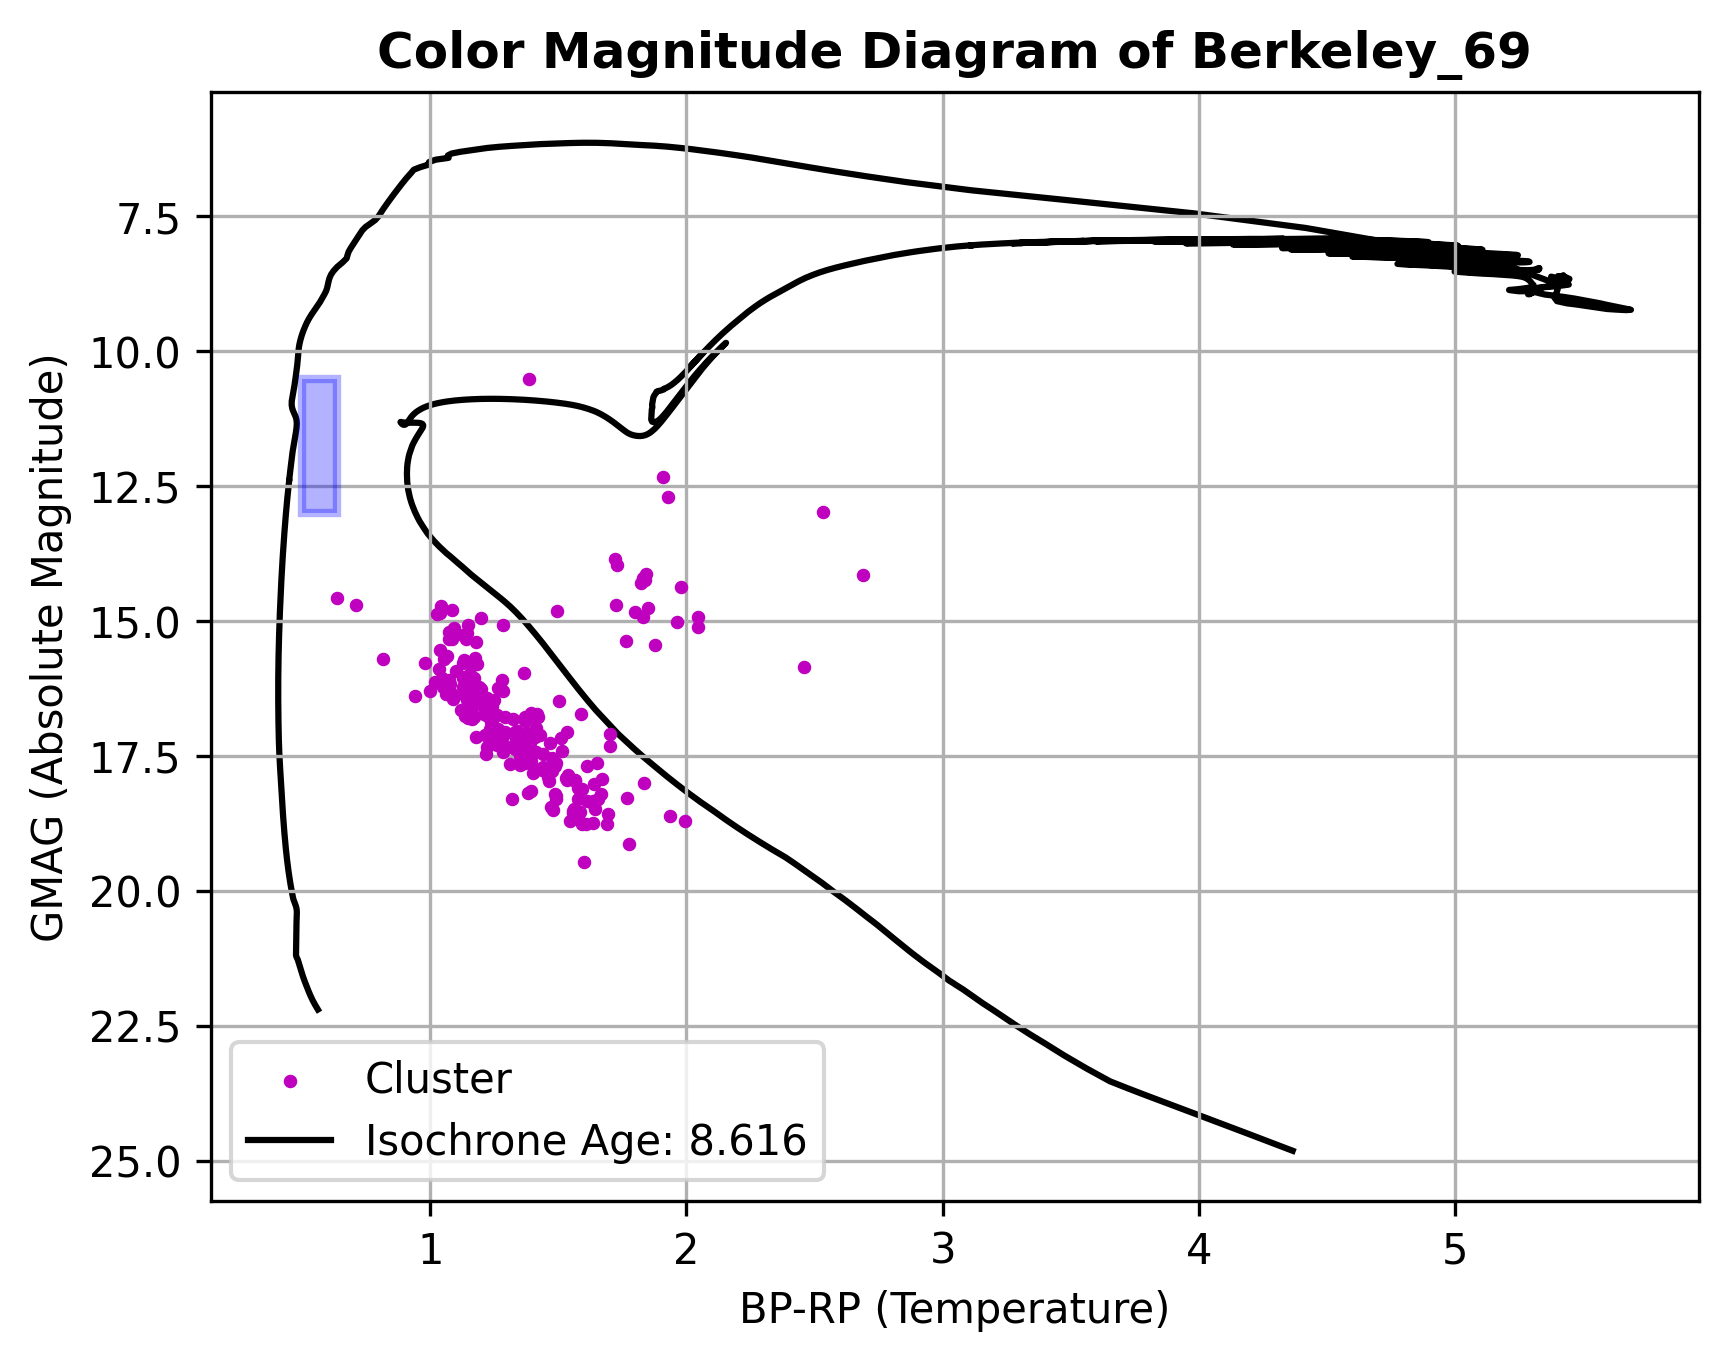 Color Magnitude Diagram of Berkeley_69
GMAG (Absolute Magnitude)
7.5
10.0
12.5
15.0
17.5
20.0
22.5
25.0
Cluster
Isochrone Age: 8.616
1 2 3 4 5
BP-RP (Temperature)